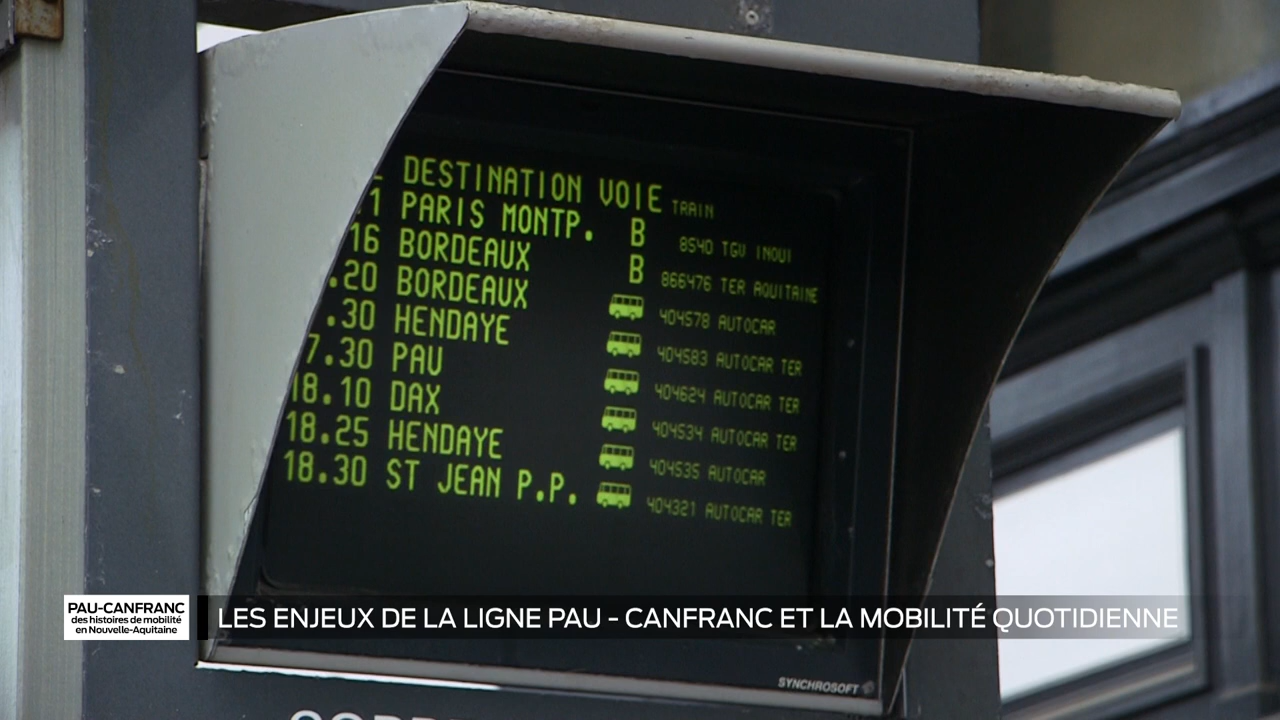 DESTINATION VOIE TRAIN
1 PARIS MONTP. B 8540 TGV INOUI
16 BORDEAUX B 866476 TER AQUITAINE
.20 BORDEAUX 404578 AUTOCAR
.30 HENDAYE 404583 AUTOCAR TER
7.30 PAU 404624 AUTOCAR TER
18.10 DAX 404534 AUTOCAR TER
18.25 HENDAYE 404535 AUTOCAR
18.30 ST JEAN P.P. 404321 AUTOCAR TER
PAU-CANFRANC
des histoires de mobilité
en Nouvelle-Aquitaine
LES ENJEUX DE LA LIGNE PAU - CANFRANC ET LA MOBILITÉ QUOTIDIENNE
SYNCHROSOFT